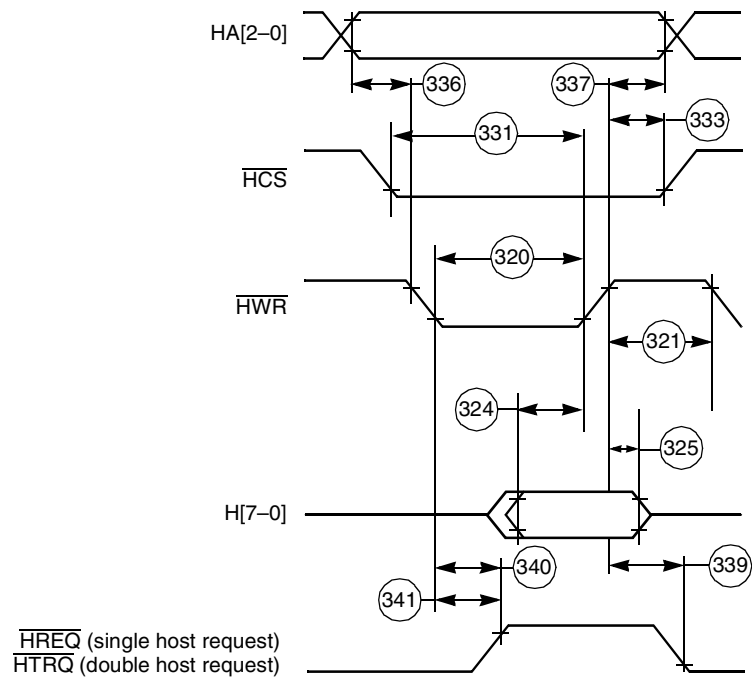 HA[2–0]
336
337
333
331
HCS
320
HWR
321
324
325
H[7–0]
340
339
341
HREQ (single host request)
HTRQ (double host request)